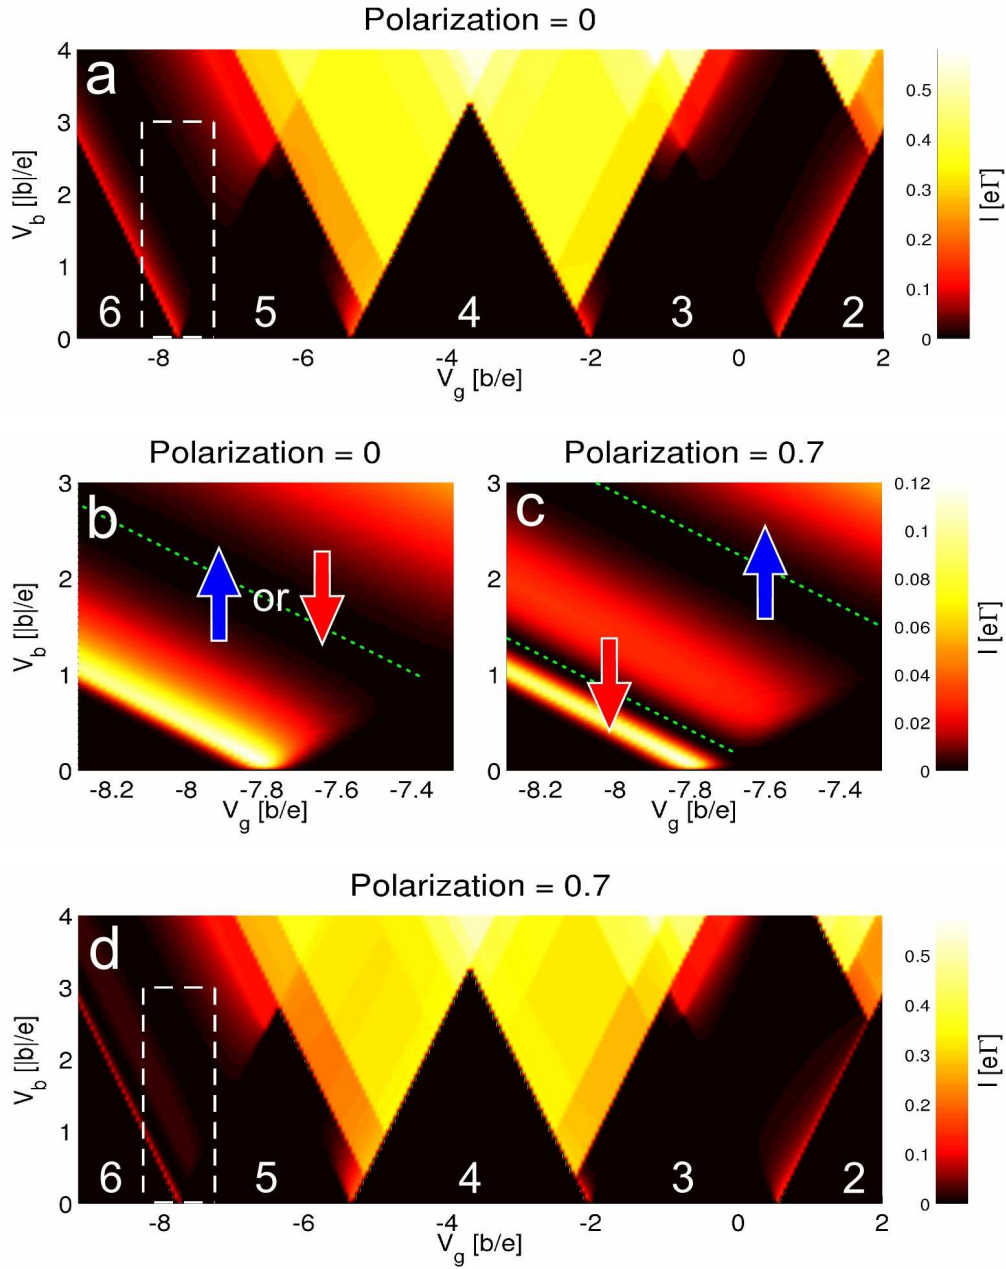 Polarization = 0
a
V_b [|b|/e]
4
3
2
1
0
6 5 4 3 2
-8 -6 -4 -2 0 2
V_g [b/e]
0.5
0.4
0.3
0.2
0.1
0
I [eΓ]
Polarization = 0
b
V_b [|b|/e]
3
2
1
0
or
-8.2 -8 -7.8 -7.6 -7.4
V_g [b/e]
Polarization = 0.7
c
3
2
1
0
-8.2 -8 -7.8 -7.6 -7.4
V_g [b/e]
0.12
0.1
0.08
0.06
0.04
0.02
0
I [eΓ]
Polarization = 0.7
d
V_b [|b|/e]
4
3
2
1
0
6 5 4 3 2
-8 -6 -4 -2 0 2
V_g [b/e]
0.5
0.4
0.3
0.2
0.1
0
I [eΓ]